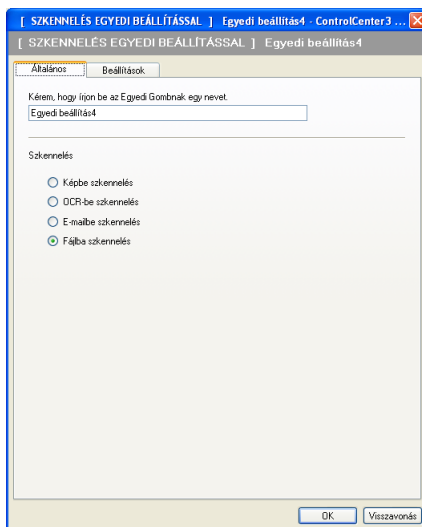 [ SZKENNELÉS EGYEDI BEÁLLÍTÁSSAL ] Egyedi beállítás4 - ControlCenter3 ...
[ SZKENNELÉS EGYEDI BEÁLLÍTÁSSAL ] Egyedi beállítás4
Általános Beállítások
Kérem, hogy írjon be az Egyedi Gombnak egy nevet.
Egyedi beállítás4
Szkennelés
Képbe szkennelés
OCR-be szkennelés
E-mailbe szkennelés
Fájlba szkennelés
OK Visszavonás